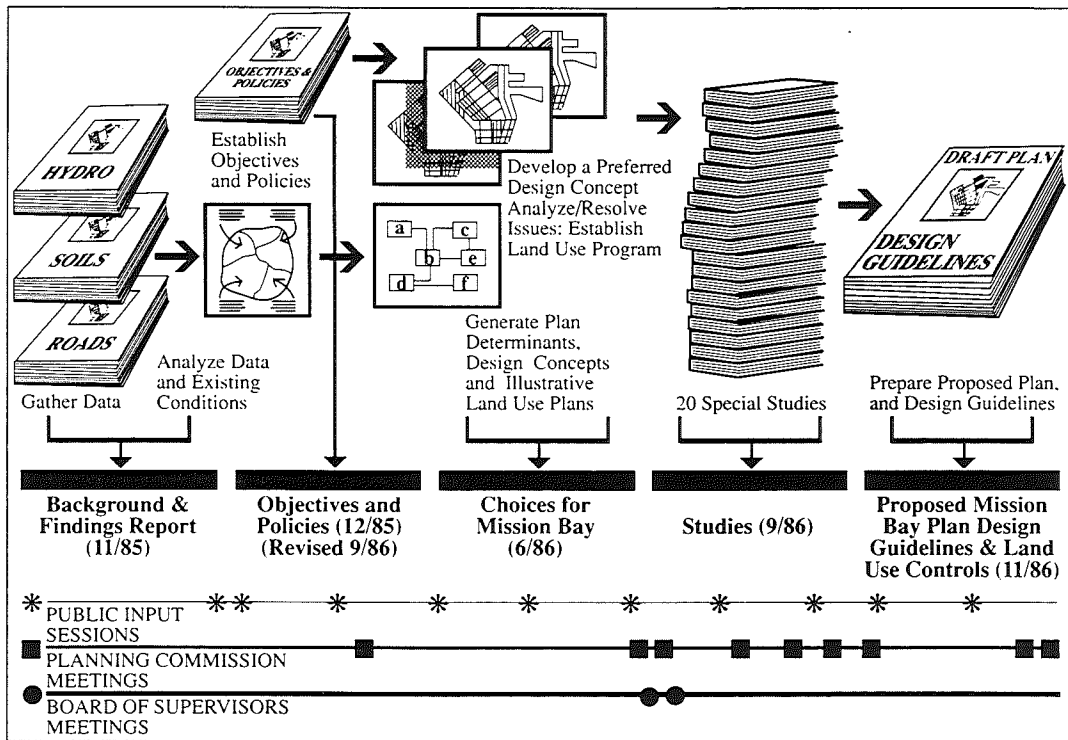 HYDRO
SOILS
ROADS
Gather Data
Analyze Data
and Existing
Conditions
OBJECTIVES &
POLICIES
Establish
Objectives
and Policies
a
c
b
e
d
f
Develop a Preferred
Design Concept
Analyze/Resolve
Issues: Establish
Land Use Program
Generate Plan
Determinants,
Design Concepts
and Illustrative
Land Use Plans
20 Special Studies
DRAFT PLAN
DESIGN
GUIDELINES
Prepare Proposed Plan,
and Design Guidelines
Background &
Findings Report
(11/85)
Objectives and
Policies (12/85)
(Revised 9/86)
Choices for
Mission Bay
(6/86)
Studies (9/86)
Proposed Mission
Bay Plan Design
Guidelines & Land
Use Controls (11/86)
PUBLIC INPUT
SESSIONS
PLANNING COMMISSION
MEETINGS
BOARD OF SUPERVISORS
MEETINGS